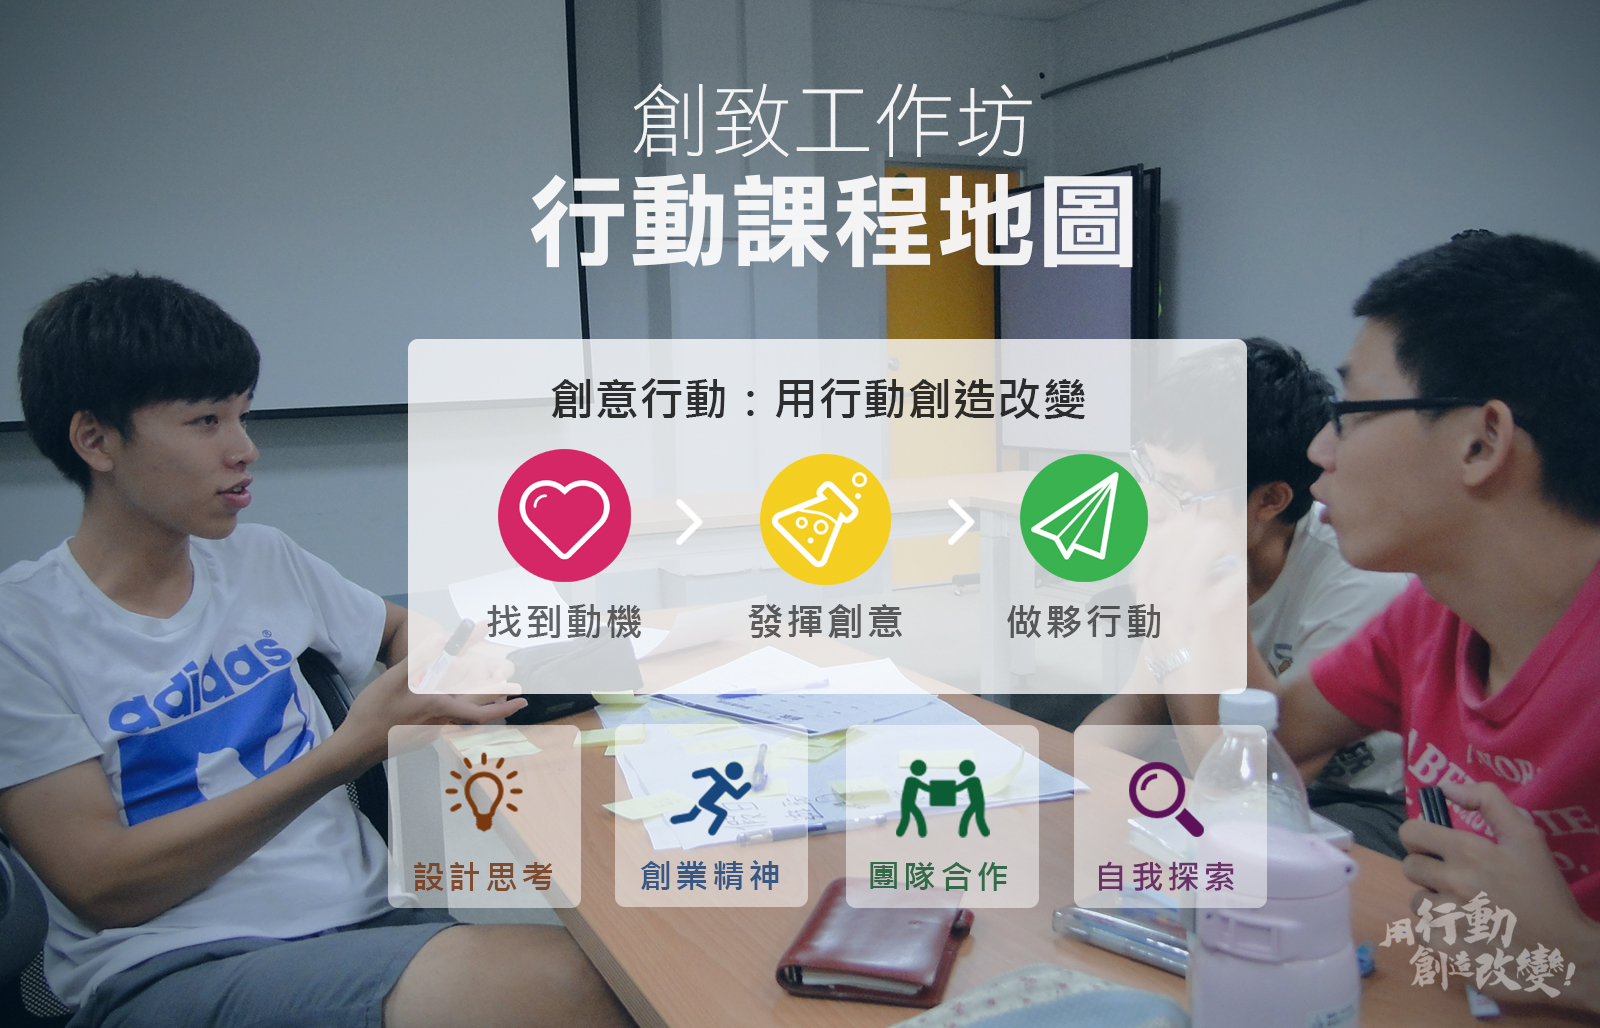 創致工作坊
行動課程地圖
創意行動：用行動創造改變
找到動機
發揮創意
做夥行動
設計思考
創業精神
團隊合作
自我探索
adidas
用行動
創造改變!